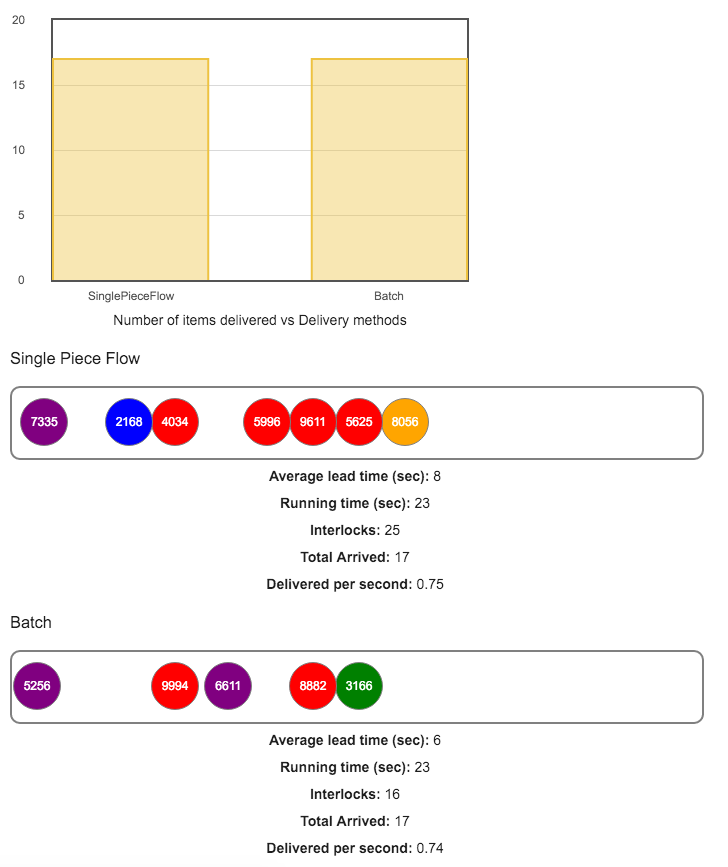 20
15
10
5
0
SinglePieceFlow Batch
Number of items delivered vs Delivery methods
Single Piece Flow
7335 2168 4034 5996 9611 5625 8056
Average lead time (sec): 8
Running time (sec): 23
Interlocks: 25
Total Arrived: 17
Delivered per second: 0.75
Batch
5256 9994 6611 8882 3166
Average lead time (sec): 6
Running time (sec): 23
Interlocks: 16
Total Arrived: 17
Delivered per second: 0.74